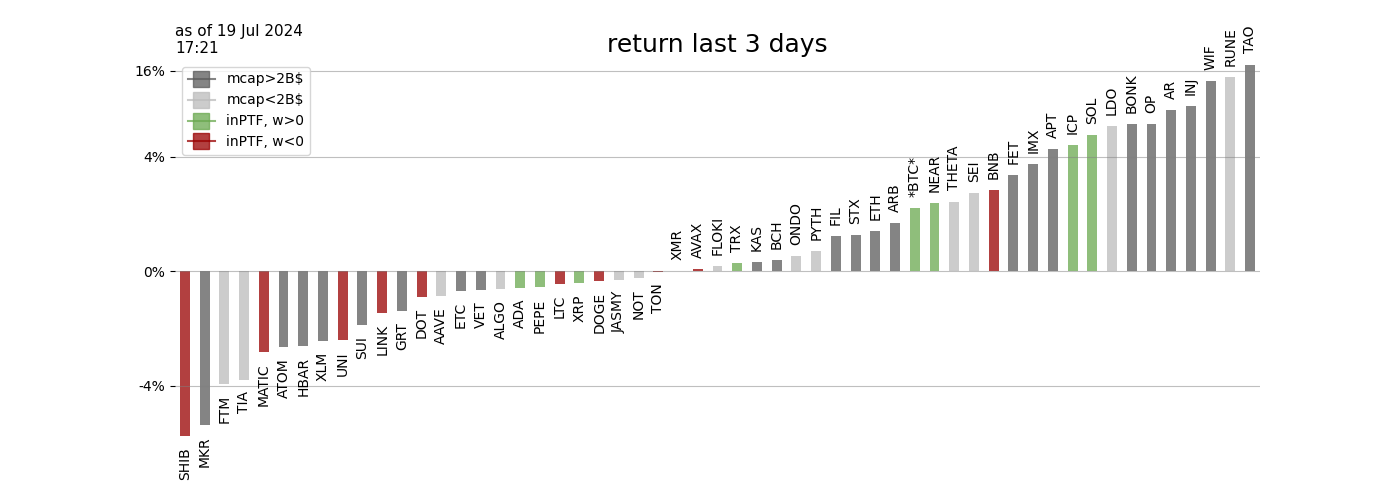 as of 19 Jul 2024
17:21
return last 3 days
mcap>2B$
mcap<2B$
inPTF, w>0
inPTF, w<0
16%
4%
0%
-4%
SHIB
MKR
FTM
TIA
MATIC
ATOM
HBAR
XLM
UNI
SUI
LINK
GRT
DOT
AAVE
ETC
VET
ALGO
ADA
PEPE
LTC
XRP
DOGE
JASMY
NOT
TON
XMR
AVAX
FLOKI
TRX
KAS
BCH
ONDO
PYTH
FIL
STX
ETH
ARB
*BTC*
NEAR
THETA
SEI
BNB
FET
IMX
APT
ICP
SOL
LDO
BONK
OP
AR
INJ
WIF
RUNE
TAO